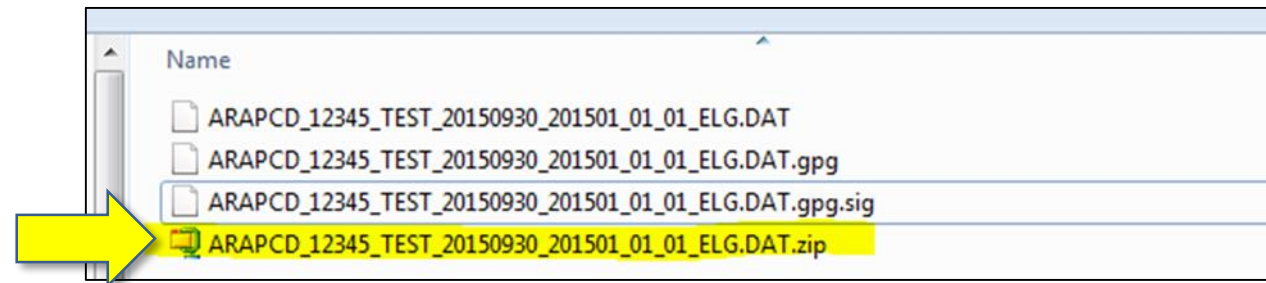 Name
ARAPCD_12345_TEST_20150930_201501_01_01_ELG.DAT
ARAPCD_12345_TEST_20150930_201501_01_01_ELG.DAT.gpg
ARAPCD_12345_TEST_20150930_201501_01_01_ELG.DAT.gpg.sig
ARAPCD_12345_TEST_20150930_201501_01_01_ELG.DAT.zip